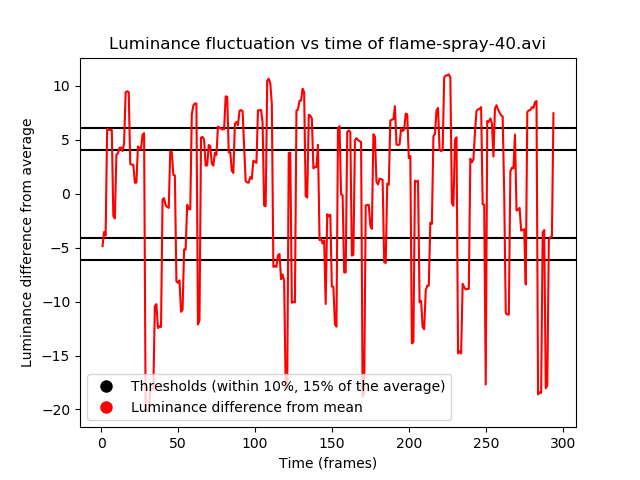 Luminance fluctuation vs time of flame-spray-40.avi
Luminance difference from average
10
5
0
−5
−10
−15
−20
Thresholds (within 10%, 15% of the average)
Luminance difference from mean
0
50
100
150
200
250
300
Time (frames)